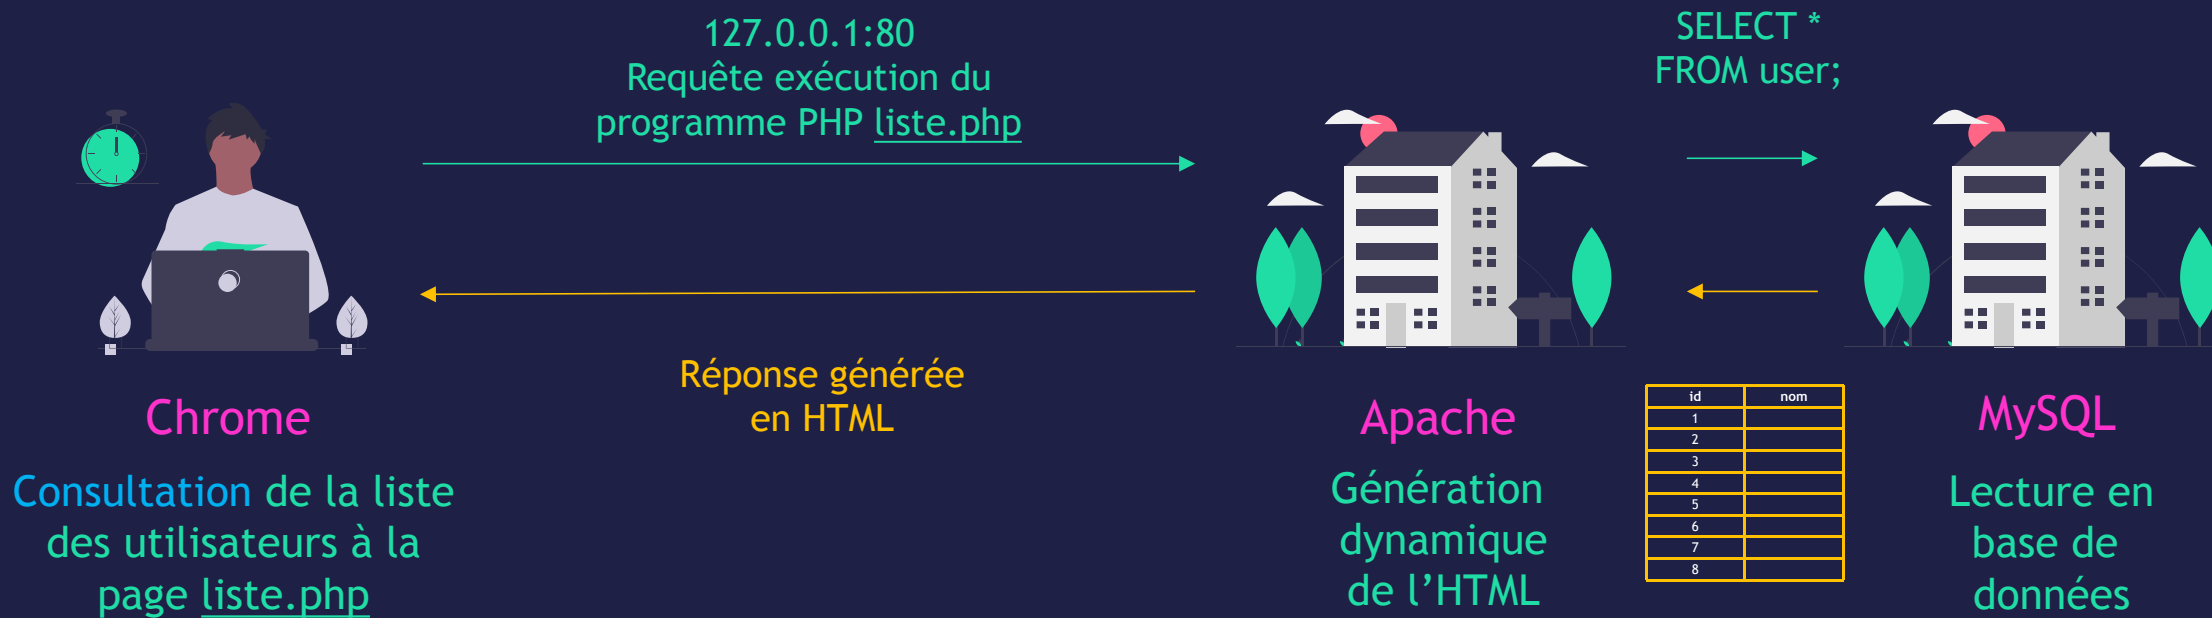 127.0.0.1:80
Requête exécution du
programme PHP liste.php
SELECT *
FROM user;
Réponse générée
en HTML
Chrome
Consultation de la liste
des utilisateurs à la
page liste.php
Apache
Génération
dynamique
de l’HTML
id nom
1
2
3
4
5
6
7
8
MySQL
Lecture en
base de
données